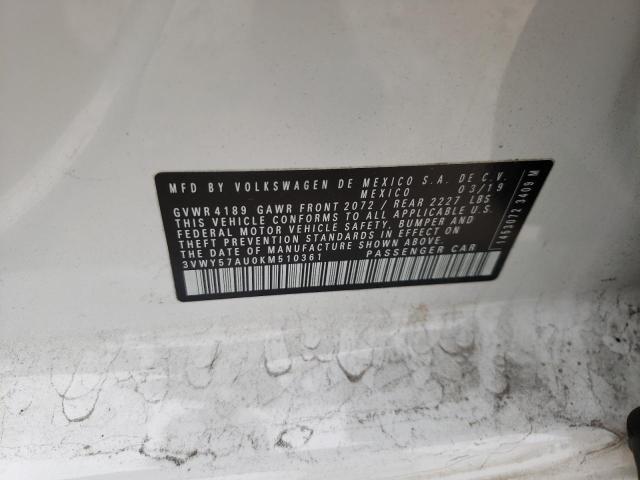 MFD BY VOLKSWAGEN DE MEXICO S.A. DE C.V.
MEXICO 03/19
GVWR 4189 GAWR FRONT 2072 / REAR 2227 LBS
THIS VEHICLE CONFORMS TO ALL APPLICABLE U.S.
FEDERAL MOTOR VEHICLE SAFETY, BUMPER AND
THEFT PREVENTION STANDARDS IN EFFECT ON
THE DATE OF MANUFACTURE SHOWN ABOVE.
3VWY57AU0KM510361 PASSENGER CAR
1893072 3409 M